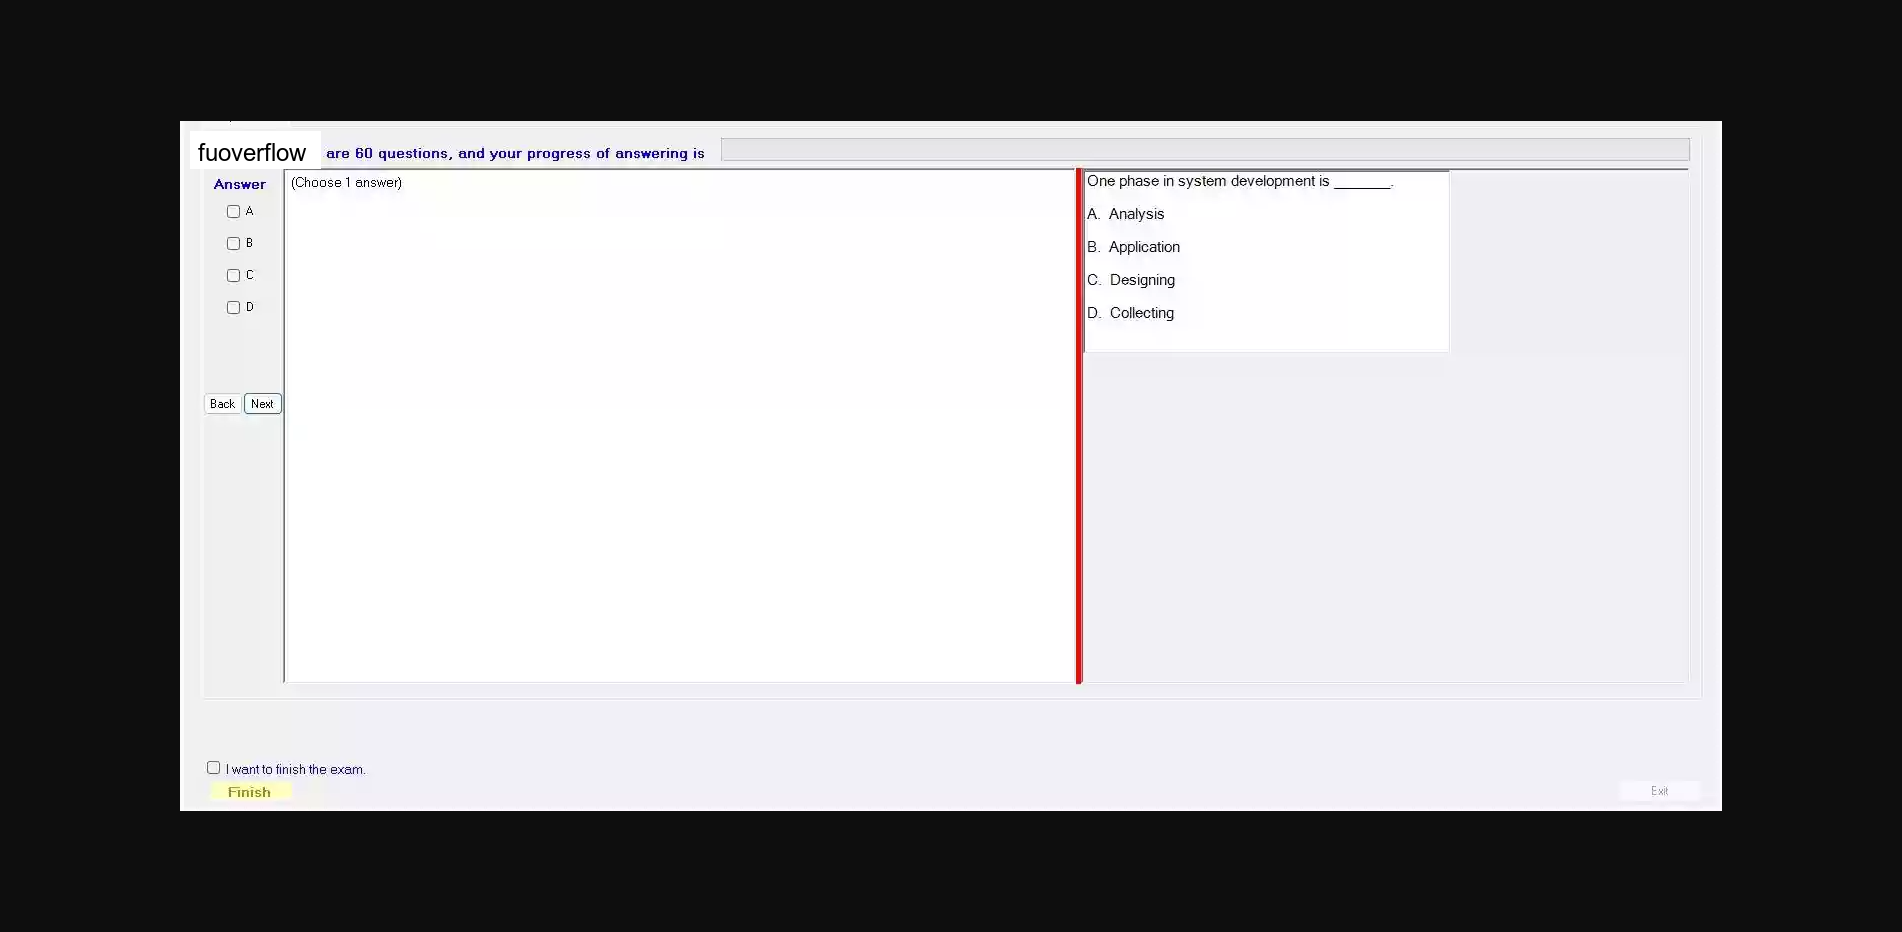 fuoverflow are 60 questions, and your progress of answering is
Answer
(Choose 1 answer)
A
B
C
D
Back Next
One phase in system development is _______.
A. Analysis
B. Application
C. Designing
D. Collecting
I want to finish the exam.
Finish
Exit